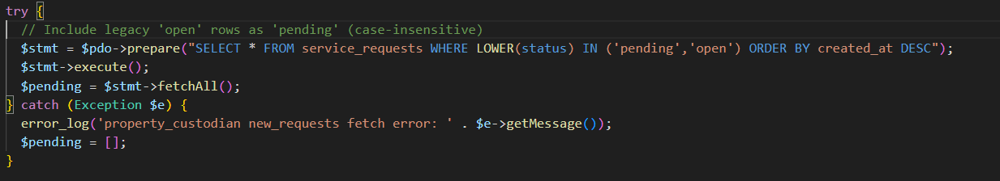 try {
// Include legacy 'open' rows as 'pending' (case-insensitive)
$stmt = $pdo->prepare("SELECT * FROM service_requests WHERE LOWER(status) IN ('pending','open') ORDER BY created_at DESC");
$stmt->execute();
$pending = $stmt->fetchAll();
} catch (Exception $e) {
error_log('property_custodian new_requests fetch error: ' . $e->getMessage());
$pending = [];
}